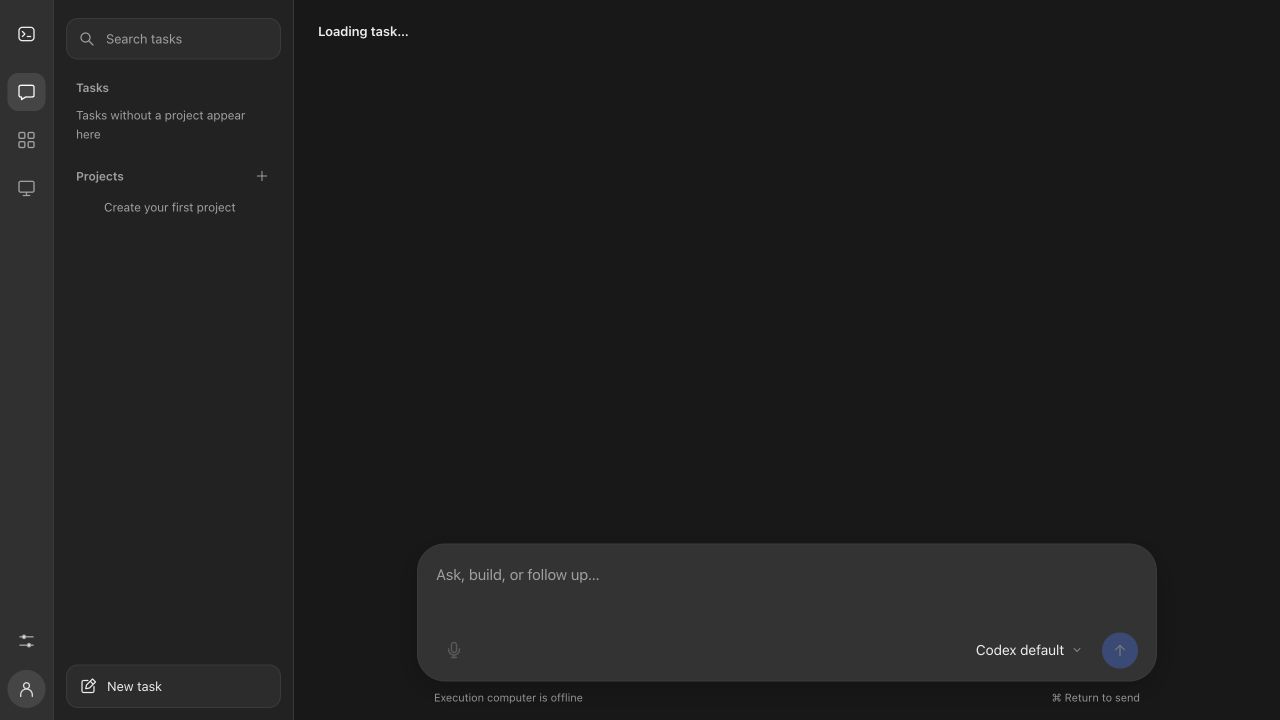 Search tasks
Tasks
Tasks without a project appear
here
Projects
Create your first project
New task
Loading task...
Ask, build, or follow up...
Codex default
Execution computer is offline
⌘ Return to send